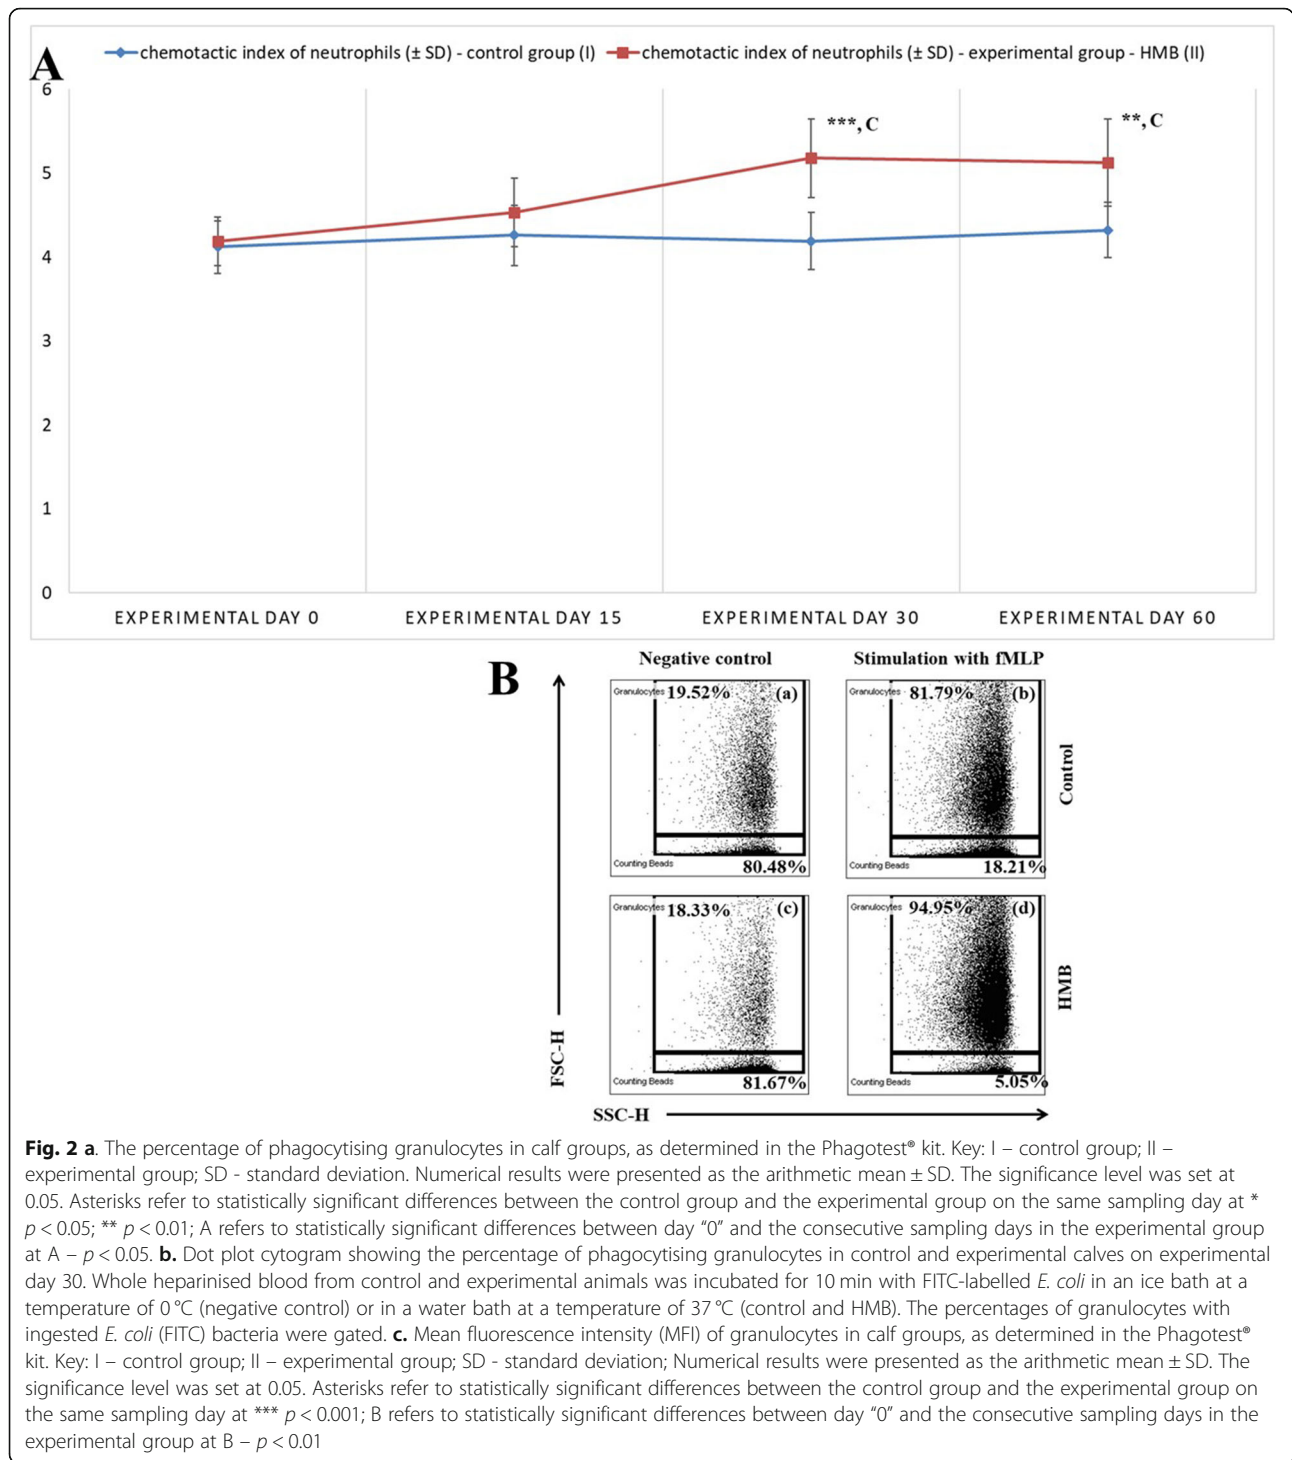 A
chemotactic index of neutrophils (± SD) - control group (I) chemotactic index of neutrophils (± SD) - experimental group - HMB (II)
6
5
4
3
2
1
0
***, C
**, C
EXPERIMENTAL DAY 0 EXPERIMENTAL DAY 15 EXPERIMENTAL DAY 30 EXPERIMENTAL DAY 60
B
Negative control Stimulation with fMLP
Granulocytes 19.52% (a)
Counting Beads 80.48%
Granulocytes 81.79% (b)
Counting Beads 18.21%
Control
Granulocytes 18.33% (c)
Counting Beads 81.67%
Granulocytes 94.95% (d)
Counting Beads 5.05%
HMB
FSC-H
SSC-H
Fig. 2 a. The percentage of phagocytising granulocytes in calf groups, as determined in the Phagotest® kit. Key: I – control group; II –
experimental group; SD - standard deviation. Numerical results were presented as the arithmetic mean ± SD. The significance level was set at
0.05. Asterisks refer to statistically significant differences between the control group and the experimental group on the same sampling day at *
p < 0.05; ** p < 0.01; A refers to statistically significant differences between day “0” and the consecutive sampling days in the experimental group
at A – p < 0.05. b. Dot plot cytogram showing the percentage of phagocytising granulocytes in control and experimental calves on experimental
day 30. Whole heparinised blood from control and experimental animals was incubated for 10 min with FITC-labelled E. coli in an ice bath at a
temperature of 0 °C (negative control) or in a water bath at a temperature of 37 °C (control and HMB). The percentages of granulocytes with
ingested E. coli (FITC) bacteria were gated. c. Mean fluorescence intensity (MFI) of granulocytes in calf groups, as determined in the Phagotest®
kit. Key: I – control group; II – experimental group; SD - standard deviation; Numerical results were presented as the arithmetic mean ± SD. The
significance level was set at 0.05. Asterisks refer to statistically significant differences between the control group and the experimental group on
the same sampling day at *** p < 0.001; B refers to statistically significant differences between day “0” and the consecutive sampling days in the
experimental group at B – p < 0.01